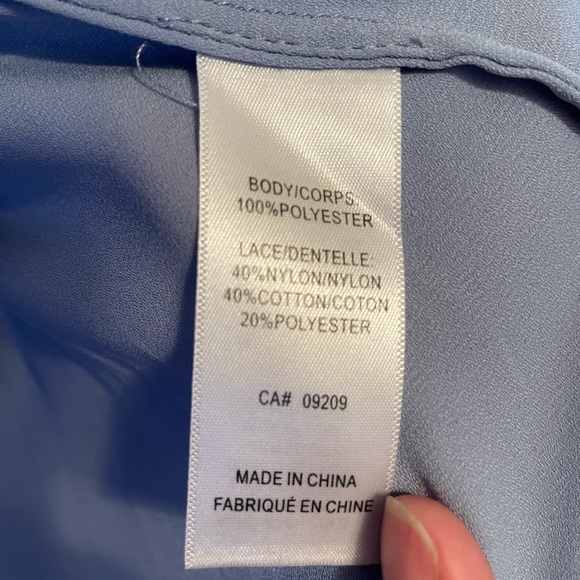 BODY/CORPS:
100%POLYESTER
LACE/DENTELLE:
40%NYLON/NYLON
40%COTTON/COTON
20%POLYESTER
CA# 09209
MADE IN CHINA
FABRIQUÉ EN CHINE